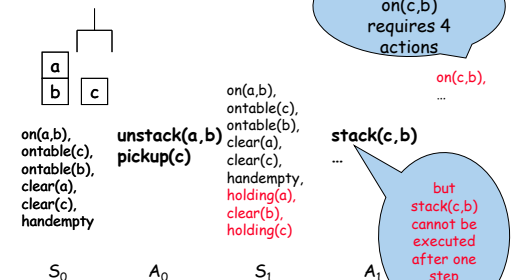 on(c,b)
requires 4
actions
a
b
c
on(c,b),
...
on(a,b),
ontable(c),
ontable(b),
clear(a),
clear(c),
handempty
unstack(a,b)
pickup(c)
on(a,b),
ontable(c),
ontable(b),
clear(a),
clear(c),
handempty,
holding(a),
clear(b),
holding(c)
stack(c,b)
...
but
stack(c,b)
cannot be
executed
after one
step
S0
A0
S1
A1